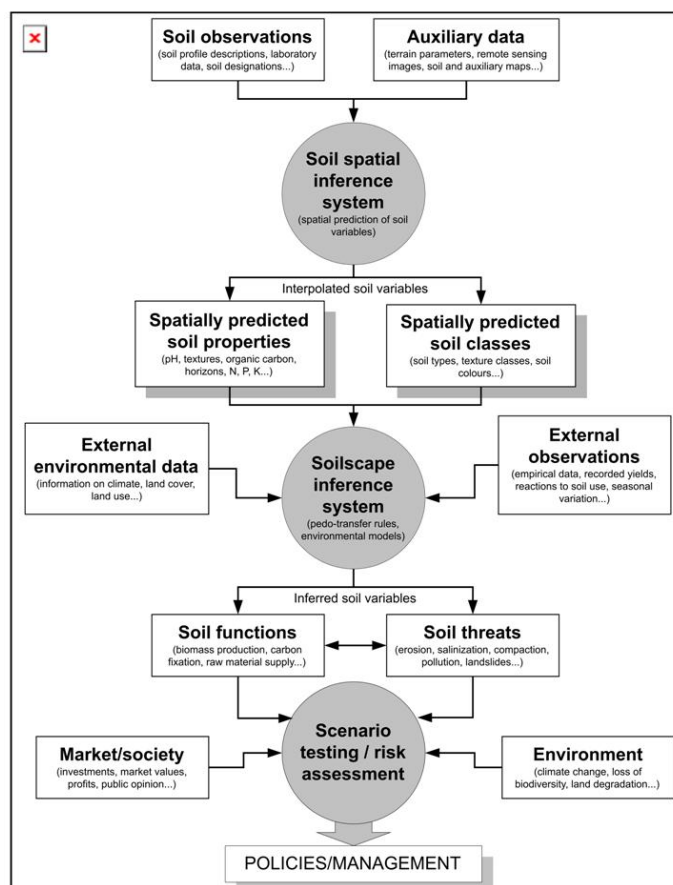 Soil observations
(soil profile descriptions, laboratory
data, soil designations...)
Auxiliary data
(terrain parameters, remote sensing
images, soil and auxiliary maps...)
Soil spatial
inference
system
(spatial prediction of soil
variables)
Interpolated soil variables
Spatially predicted
soil properties
(pH, textures, organic carbon,
horizons, N, P, K...)
Spatially predicted
soil classes
(soil types, texture classes, soil
colours...)
External
environmental data
(information on climate, land cover,
land use...)
Soilscape
inference
system
(pedo-transfer rules,
environmental models)
External
observations
(empirical data, recorded yields,
reactions to soil use, seasonal
variation...)
Inferred soil variables
Soil functions
(biomass production, carbon
fixation, raw material supply...)
Soil threats
(erosion, salinization, compaction,
pollution, landslides...)
Market/society
(investments, market values,
profits, public opinion...)
Scenario
testing / risk
assessment
Environment
(climate change, loss of
biodiversity, land degradation...)
POLICIES/MANAGEMENT